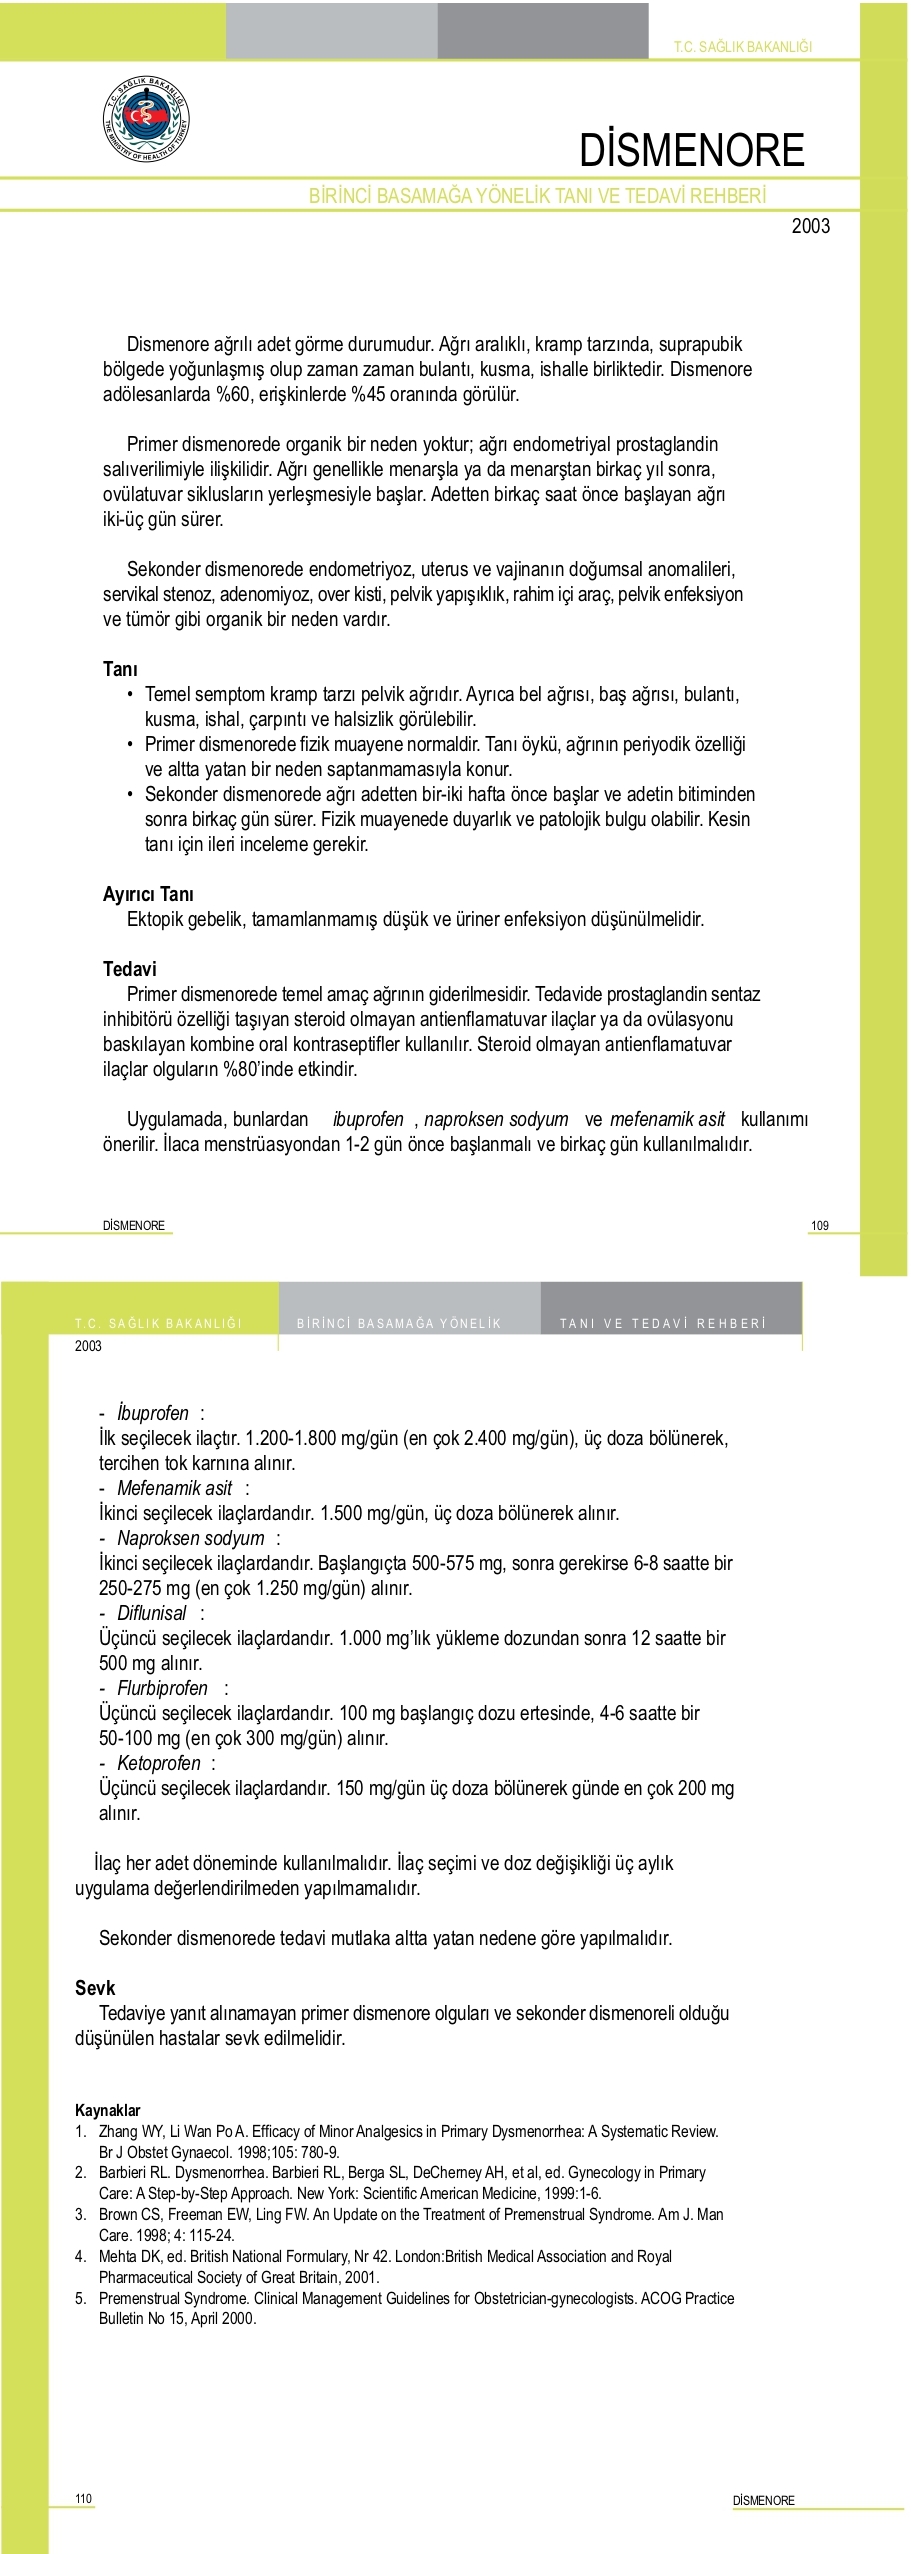 T.C. SAĞLIK BAKANLIĞI
T.C. SAĞLIK BAKANLIĞI
THE MINISTRY OF HEALTH OF TURKEY
DİSMENORE
BİRİNCİ BASAMAĞA YÖNELİK TANI VE TEDAVİ REHBERİ
2003
Dismenore ağrılı adet görme durumudur. Ağrı aralıklı, kramp tarzında, suprapubik
bölgede yoğunlaşmış olup zaman zaman bulantı, kusma, ishalle birliktedir. Dismenore
adölesanlarda %60, erişkinlerde %45 oranında görülür.
Primer dismenorede organik bir neden yoktur; ağrı endometriyal prostaglandin
salıverilimiyle ilişkilidir. Ağrı genellikle menarşla ya da menarştan birkaç yıl sonra,
ovülatuvar siklusların yerleşmesiyle başlar. Adetten birkaç saat önce başlayan ağrı
iki-üç gün sürer.
Sekonder dismenorede endometriyoz, uterus ve vajinanın doğumsal anomalileri,
servikal stenoz, adenomiyoz, over kisti, pelvik yapışıklık, rahim içi araç, pelvik enfeksiyon
ve tümör gibi organik bir neden vardır.
Tanı
• Temel semptom kramp tarzı pelvik ağrıdır. Ayrıca bel ağrısı, baş ağrısı, bulantı,
kusma, ishal, çarpıntı ve halsizlik görülebilir.
• Primer dismenorede fizik muayene normaldir. Tanı öykü, ağrının periyodik özelliği
ve altta yatan bir neden saptanmamasıyla konur.
• Sekonder dismenorede ağrı adetten bir-iki hafta önce başlar ve adetin bitiminden
sonra birkaç gün sürer. Fizik muayenede duyarlık ve patolojik bulgu olabilir. Kesin
tanı için ileri inceleme gerekir.
Ayırıcı Tanı
Ektopik gebelik, tamamlanmamış düşük ve üriner enfeksiyon düşünülmelidir.
Tedavi
Primer dismenorede temel amaç ağrının giderilmesidir. Tedavide prostaglandin sentaz
inhibitörü özelliği taşıyan steroid olmayan antienflamatuvar ilaçlar ya da ovülasyonu
baskılayan kombine oral kontraseptifler kullanılır. Steroid olmayan antienflamatuvar
ilaçlar olguların %80’inde etkindir.
Uygulamada, bunlardan ibuprofen , naproksen sodyum ve mefenamik asit kullanımı
önerilir. İlaca menstrüasyondan 1-2 gün önce başlanmalı ve birkaç gün kullanılmalıdır.
DİSMENORE
109
T.C. SAĞLIK BAKANLIĞI
BİRİNCİ BASAMAĞA YÖNELİK
TANI VE TEDAVİ REHBERİ
2003
- İbuprofen :
İlk seçilecek ilaçtır. 1.200-1.800 mg/gün (en çok 2.400 mg/gün), üç doza bölünerek,
tercihen tok karnına alınır.
- Mefenamik asit :
İkinci seçilecek ilaçlardandır. 1.500 mg/gün, üç doza bölünerek alınır.
- Naproksen sodyum :
İkinci seçilecek ilaçlardandır. Başlangıçta 500-575 mg, sonra gerekirse 6-8 saatte bir
250-275 mg (en çok 1.250 mg/gün) alınır.
- Diflunisal :
Üçüncü seçilecek ilaçlardandır. 1.000 mg’lık yükleme dozundan sonra 12 saatte bir
500 mg alınır.
- Flurbiprofen :
Üçüncü seçilecek ilaçlardandır. 100 mg başlangıç dozu ertesinde, 4-6 saatte bir
50-100 mg (en çok 300 mg/gün) alınır.
- Ketoprofen :
Üçüncü seçilecek ilaçlardandır. 150 mg/gün üç doza bölünerek günde en çok 200 mg
alınır.
İlaç her adet döneminde kullanılmalıdır. İlaç seçimi ve doz değişikliği üç aylık
uygulama değerlendirilmeden yapılmamalıdır.
Sekonder dismenorede tedavi mutlaka altta yatan nedene göre yapılmalıdır.
Sevk
Tedaviye yanıt alınamayan primer dismenore olguları ve sekonder dismenoreli olduğu
düşünülen hastalar sevk edilmelidir.
Kaynaklar
1. Zhang WY, Li Wan Po A. Efficacy of Minor Analgesics in Primary Dysmenorrhea: A Systematic Review.
Br J Obstet Gynaecol. 1998;105: 780-9.
2. Barbieri RL. Dysmenorrhea. Barbieri RL, Berga SL, DeCherney AH, et al, ed. Gynecology in Primary
Care: A Step-by-Step Approach. New York: Scientific American Medicine, 1999:1-6.
3. Brown CS, Freeman EW, Ling FW. An Update on the Treatment of Premenstrual Syndrome. Am J. Man
Care. 1998; 4: 115-24.
4. Mehta DK, ed. British National Formulary, Nr 42. London:British Medical Association and Royal
Pharmaceutical Society of Great Britain, 2001.
5. Premenstrual Syndrome. Clinical Management Guidelines for Obstetrician-gynecologists. ACOG Practice
Bulletin No 15, April 2000.
110
DİSMENORE